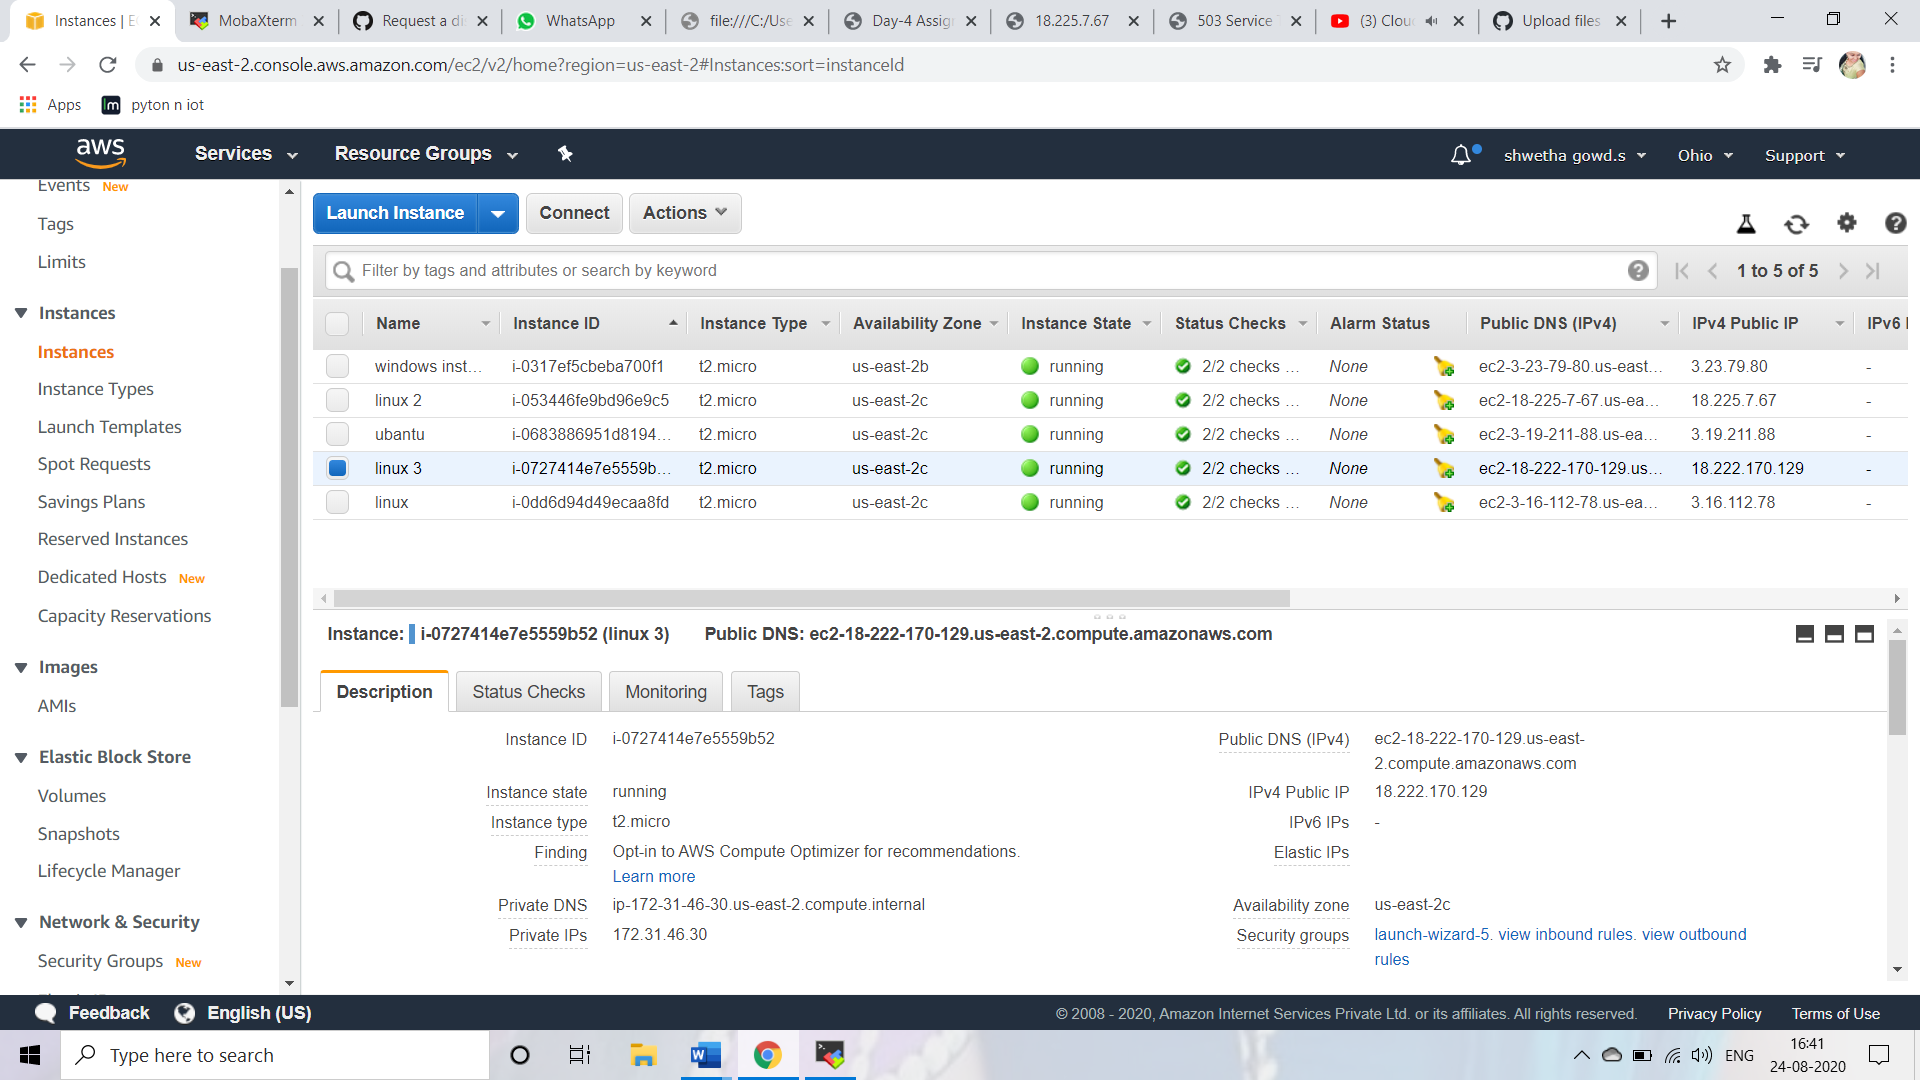 Instances | E
MobaXterm
Request a di
WhatsApp
file:///C:/Use
Day-4 Assig
18.225.7.67
503 Service
(3) Clou
Upload files
us-east-2.console.aws.amazon.com/ec2/v2/home?region=us-east-2#Instances:sort=instanceId
Apps
pyton n iot
aws
Services
Resource Groups
shwetha gowd.s
Ohio
Support
Events New
Tags
Limits
Instances
Instances
Instance Types
Launch Templates
Spot Requests
Savings Plans
Reserved Instances
Dedicated Hosts New
Capacity Reservations
Images
AMIs
Elastic Block Store
Volumes
Snapshots
Lifecycle Manager
Network & Security
Security Groups New
Launch Instance
Connect
Actions
Filter by tags and attributes or search by keyword
1 to 5 of 5
Name Instance ID Instance Type Availability Zone Instance State Status Checks Alarm Status Public DNS (IPv4) IPv4 Public IP IPv6
windows inst... i-0317ef5cbeba700f1 t2.micro us-east-2b running 2/2 checks ... None ec2-3-23-79-80.us-east... 3.23.79.80 -
linux 2 i-053446fe9bd96e9c5 t2.micro us-east-2c running 2/2 checks ... None ec2-18-225-7-67.us-ea... 18.225.7.67 -
ubantu i-0683886951d8194... t2.micro us-east-2c running 2/2 checks ... None ec2-3-19-211-88.us-ea... 3.19.211.88 -
linux 3 i-0727414e7e5559b... t2.micro us-east-2c running 2/2 checks ... None ec2-18-222-170-129.us... 18.222.170.129 -
linux i-0dd6d94d49ecaa8fd t2.micro us-east-2c running 2/2 checks ... None ec2-3-16-112-78.us-ea... 3.16.112.78 -
Instance: i-0727414e7e5559b52 (linux 3) Public DNS: ec2-18-222-170-129.us-east-2.compute.amazonaws.com
Description
Status Checks
Monitoring
Tags
Instance ID i-0727414e7e5559b52
Instance state running
Instance type t2.micro
Finding Opt-in to AWS Compute Optimizer for recommendations.
Learn more
Private DNS ip-172-31-46-30.us-east-2.compute.internal
Private IPs 172.31.46.30
Public DNS (IPv4) ec2-18-222-170-129.us-east-
2.compute.amazonaws.com
IPv4 Public IP 18.222.170.129
IPv6 IPs -
Elastic IPs
Availability zone us-east-2c
Security groups launch-wizard-5. view inbound rules. view outbound
rules
Feedback
English (US)
© 2008 - 2020, Amazon Internet Services Private Ltd. or its affiliates. All rights reserved.
Privacy Policy
Terms of Use
Type here to search
ENG
16:41
24-08-2020